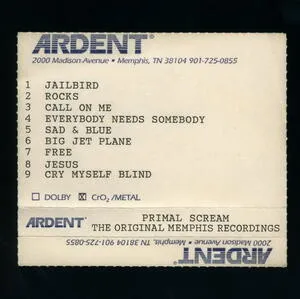 ARDENT®
2000 Madison Avenue • Memphis, TN 38104 901-725-0855
1 JAILBIRD
2 ROCKS
3 CALL ON ME
4 EVERYBODY NEEDS SOMEBODY
5 SAD & BLUE
6 BIG JET PLANE
7 FREE
8 JESUS
9 CRY MYSELF BLIND
☐ DOLBY ☒ CrO₂/METAL
ARDENT® PRIMAL SCREAM
THE ORIGINAL MEMPHIS RECORDINGS
2000 Madison Avenue • Memphis, TN 38104 901-725-0855
ARDENT®